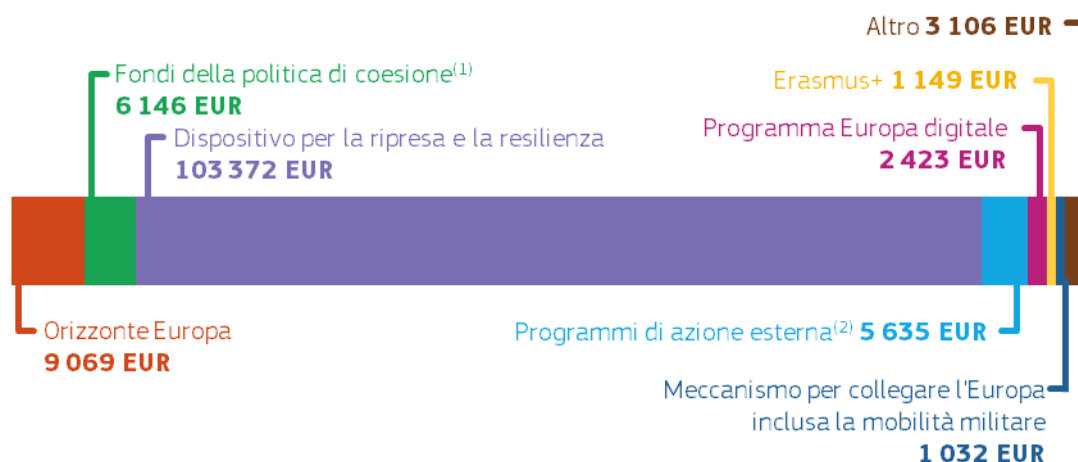 Altro 3 106 EUR
Fondi della politica di coesione(1)
6 146 EUR
Erasmus+ 1 149 EUR
Dispositivo per la ripresa e la resilienza
103 372 EUR
Programma Europa digitale
2 423 EUR
Orizzonte Europa
9 069 EUR
Programmi di azione esterna(2) 5 635 EUR
Meccanismo per collegare l'Europa
inclusa la mobilità militare
1 032 EUR